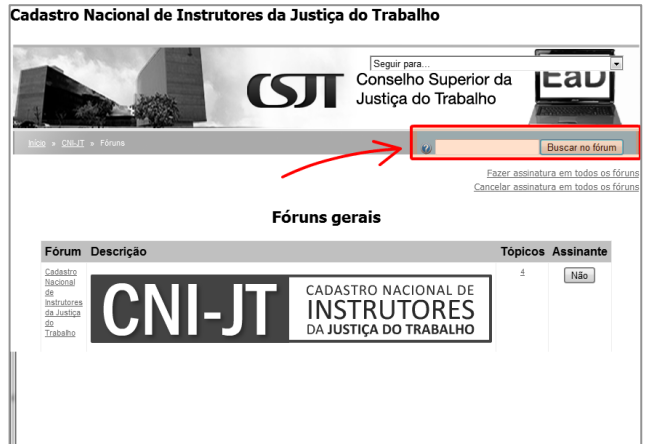 Cadastro Nacional de Instrutores da Justiça do Trabalho
Seguir para...
CSJT
Conselho Superior da
Justiça do Trabalho
EaD
Início » CNI-JT » Fóruns
Buscar no fórum
Fazer assinatura em todos os fóruns
Cancelar assinatura em todos os fóruns
Fóruns gerais
Fórum Descrição Tópicos Assinante
Cadastro
Nacional
de
Instrutores
da Justiça
do
Trabalho
CNI-JT
CADASTRO NACIONAL DE
INSTRUTORES
DA JUSTIÇA DO TRABALHO
4
Não